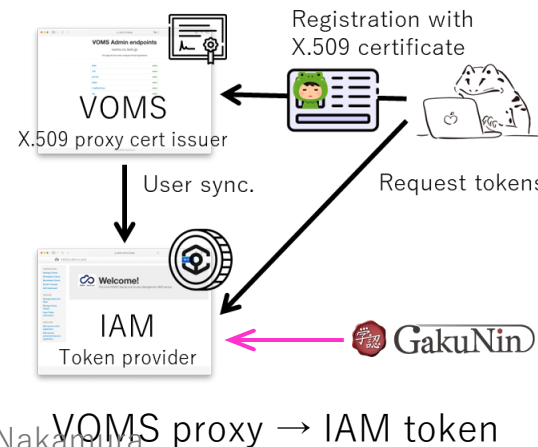 Registration with
X.509 certificate
VOMS Admin endpoints
VOMS
X.509 proxy cert issuer
User sync.
Request tokens
Welcome!
IAM
Token provider
学認
GakuNin
Nakamura
VOMS proxy → IAM token